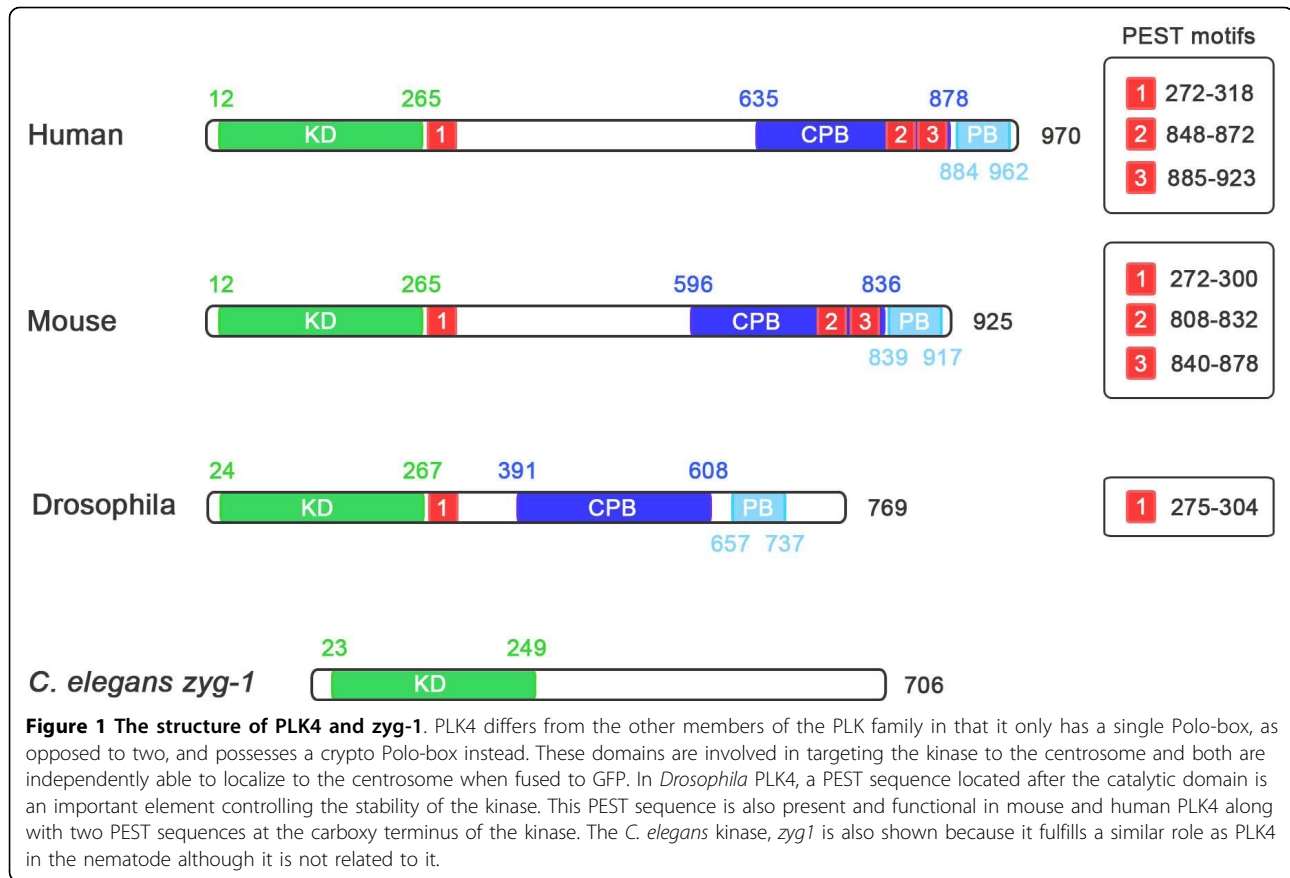 PEST motifs
12 265 635 878
Human KD 1 CPB 2 3 PB 970
884 962
1 272-318
2 848-872
3 885-923
12 265 596 836
Mouse KD 1 CPB 2 3 PB 925
839 917
1 272-300
2 808-832
3 840-878
24 267 391 608
Drosophila KD 1 CPB PB 769
657 737
1 275-304
23 249
C. elegans zyg-1 KD 706
Figure 1 The structure of PLK4 and zyg-1. PLK4 differs from the other members of the PLK family in that it only has a single Polo-box, as
opposed to two, and possesses a crypto Polo-box instead. These domains are involved in targeting the kinase to the centrosome and both are
independently able to localize to the centrosome when fused to GFP. In Drosophila PLK4, a PEST sequence located after the catalytic domain is
an important element controlling the stability of the kinase. This PEST sequence is also present and functional in mouse and human PLK4 along
with two PEST sequences at the carboxy terminus of the kinase. The C. elegans kinase, zyg1 is also shown because it fulfills a similar role as PLK4
in the nematode although it is not related to it.